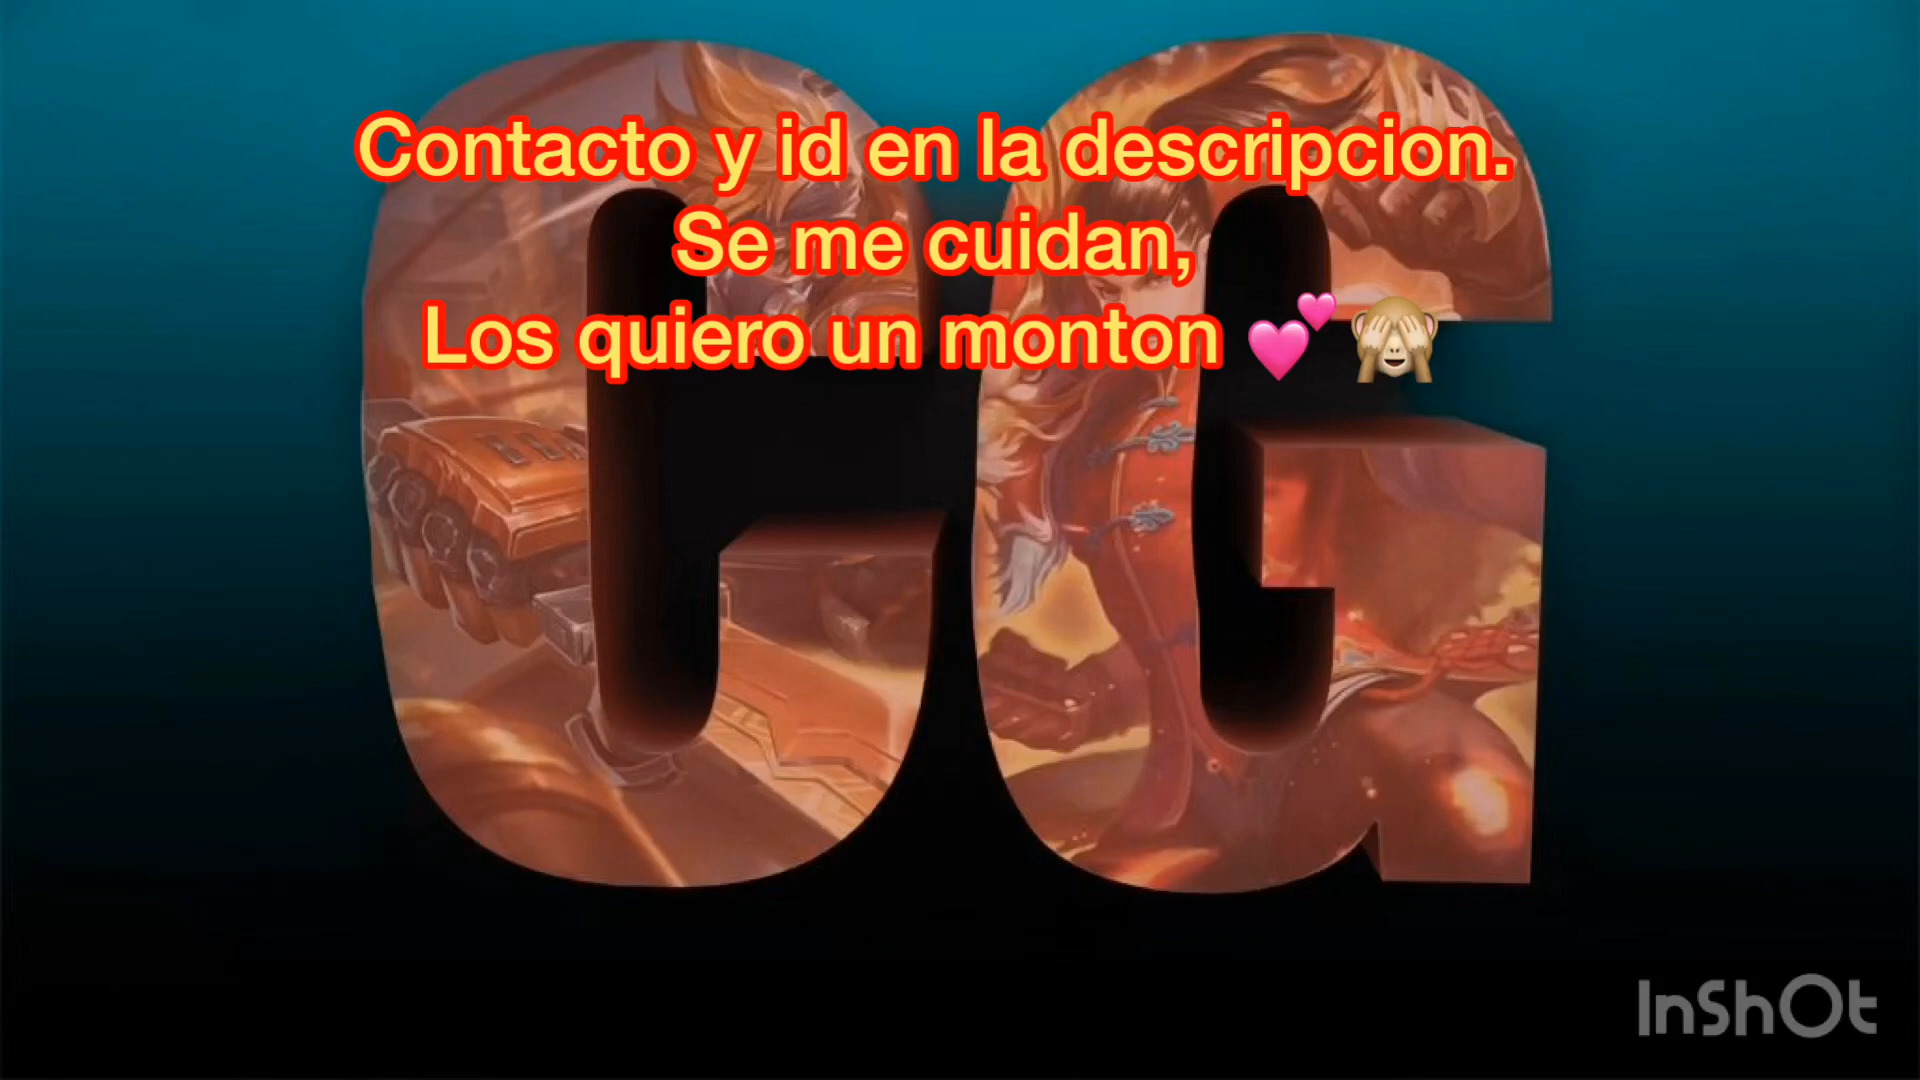 Contacto y id en la descripcion.
Se me cuidan,
Los quiero un monton 💕 🙈
GG
InShOt